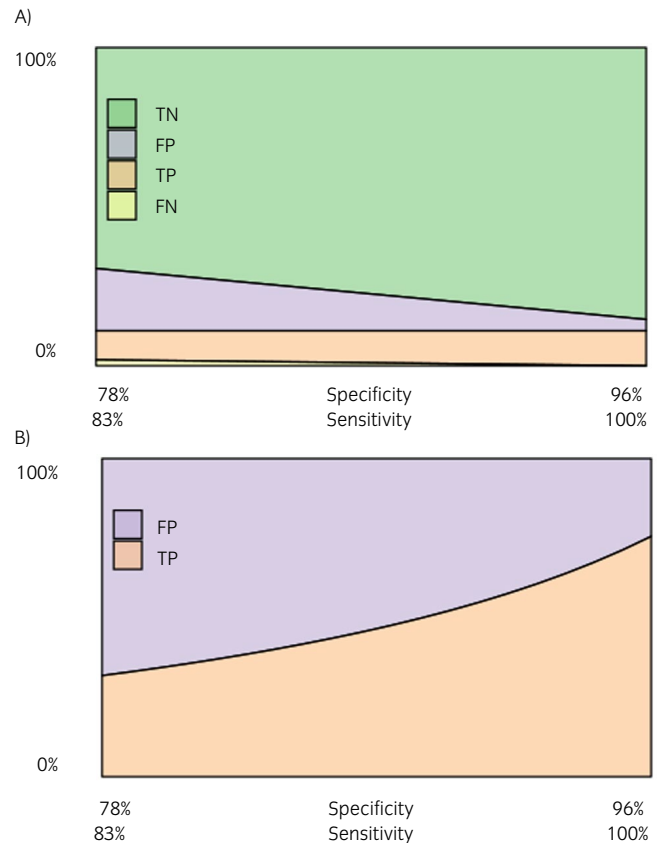 A)
100%
TN
FP
TP
FN
0%
78% Specificity 96%
83% Sensitivity 100%
B)
100%
FP
TP
0%
78% Specificity 96%
83% Sensitivity 100%